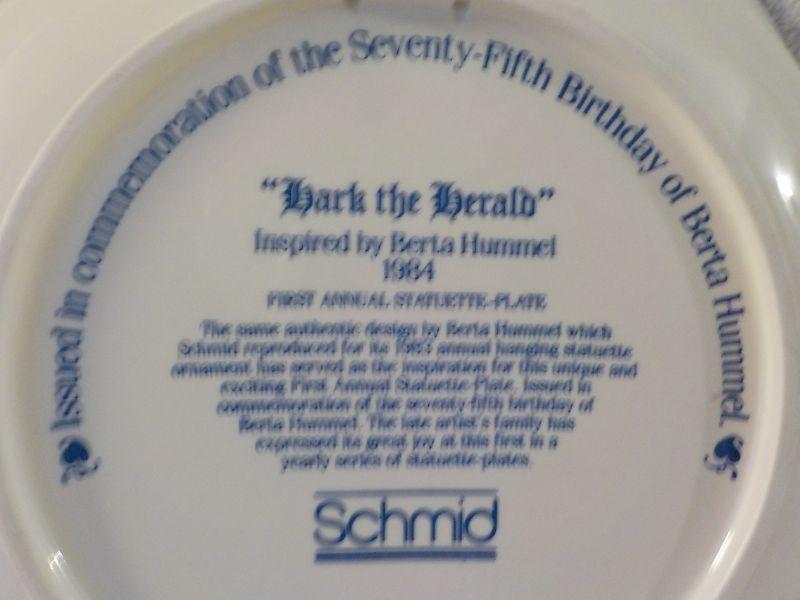 Issued in commemoration of the Seventy-Fifth Birthday of Berta Hummel
"Hark the Herald"
Inspired by Berta Hummel
1984
FIRST ANNUAL STATUETTE-PLATE
The same authentic design by Berta Hummel which
Schmid reproduced for its 1983 annual hanging statuette
ornament has served as the inspiration for this unique and
exciting First Annual Statuette-Plate. Issued in
commemoration of the seventy-fifth birthday of
Berta Hummel. The late artist's family has
expressed its great joy at this first in a
yearly series of statuette-plates.
Schmid